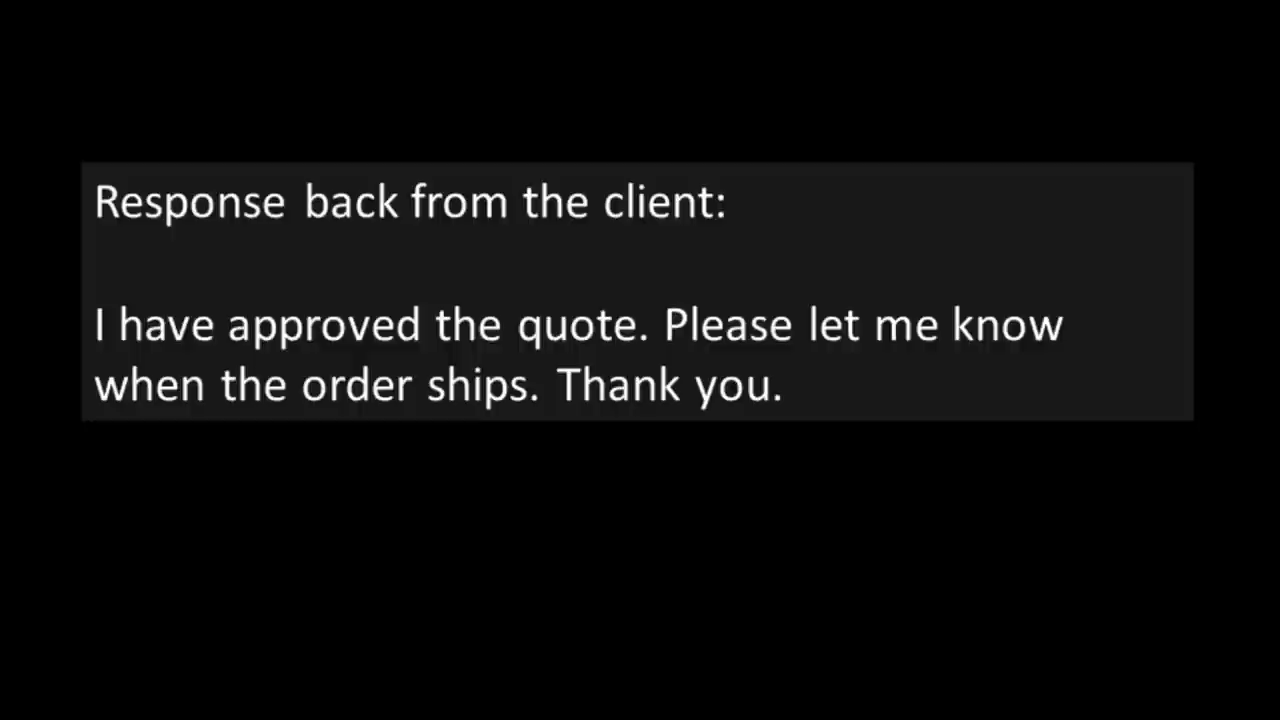 Response back from the client:
I have approved the quote. Please let me know
when the order ships. Thank you.